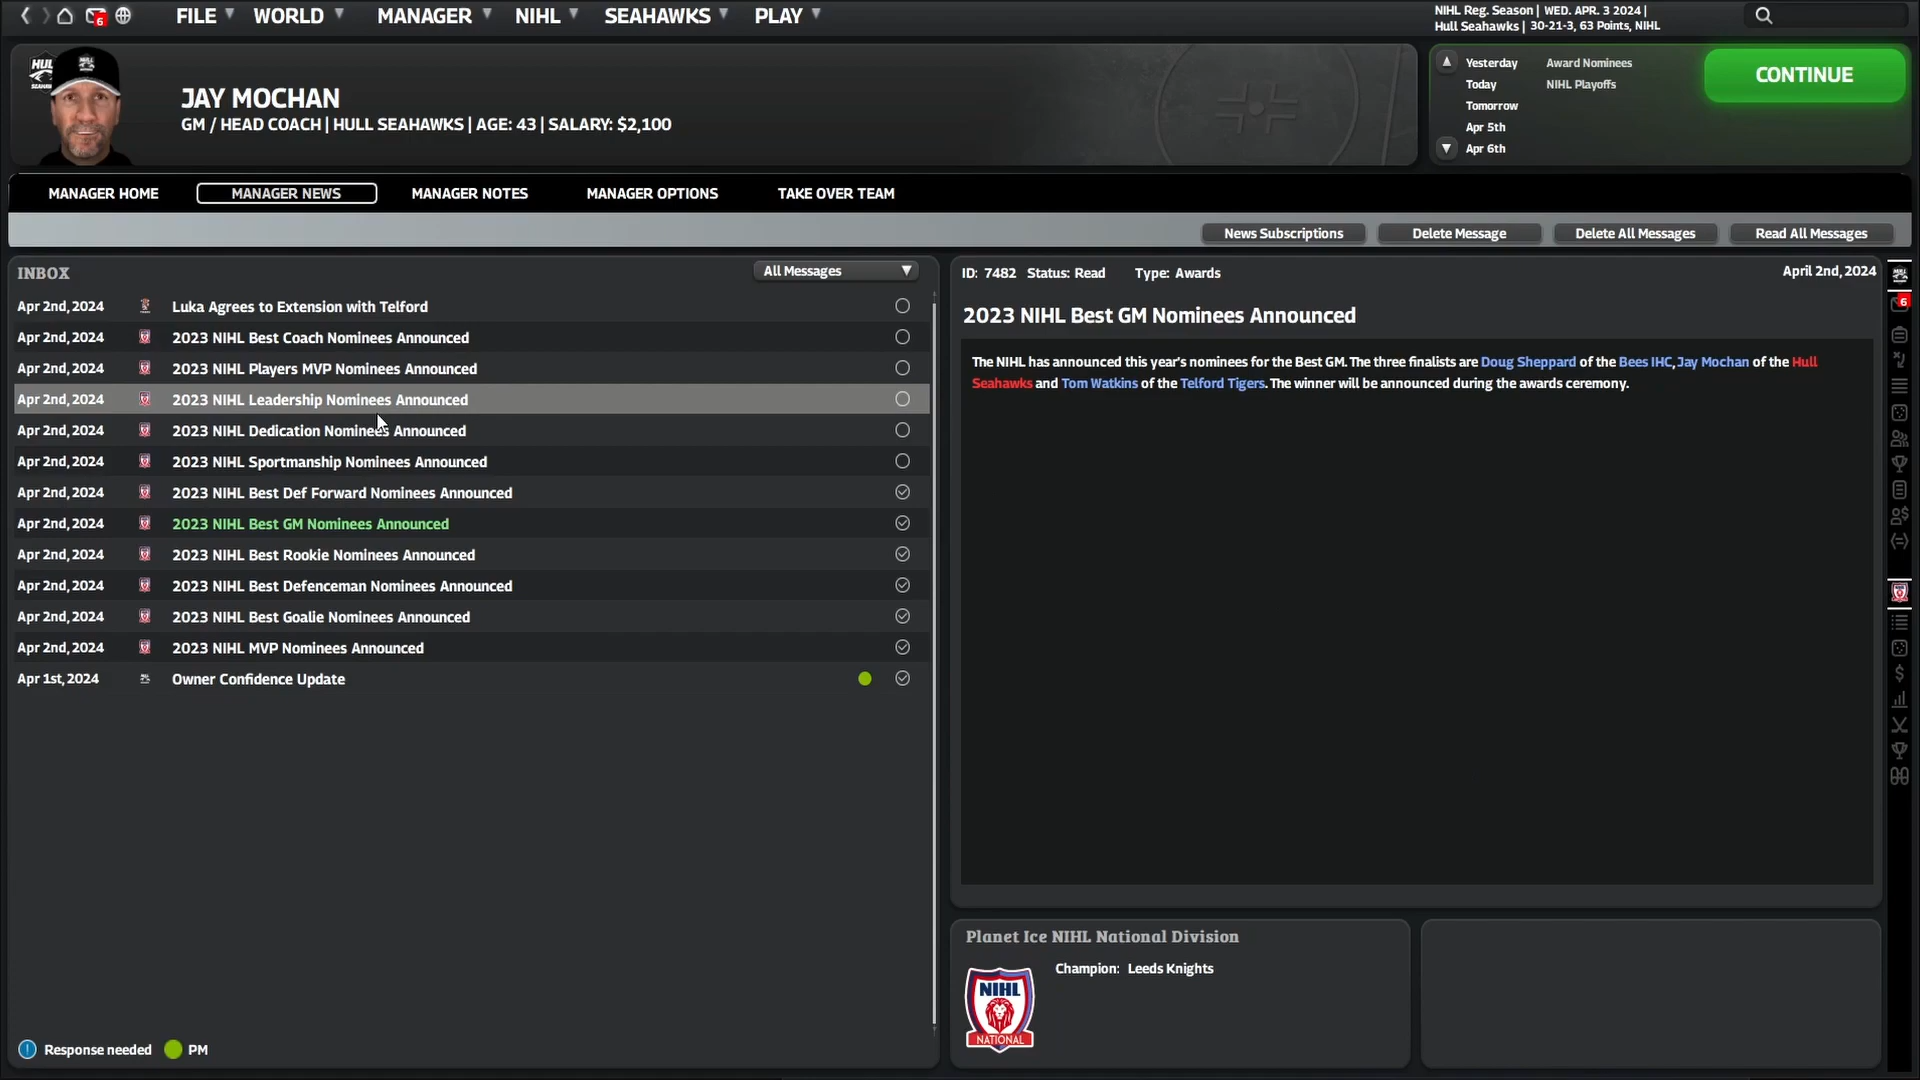 6
FILE WORLD MANAGER NIHL SEAHAWKS PLAY
NIHL Reg. Season | WED. APR. 3 2024 |
Hull Seahawks | 30-21-3, 63 Points, NIHL
JAY MOCHAN
GM / HEAD COACH | HULL SEAHAWKS | AGE: 43 | SALARY: $2,100
Yesterday Award Nominees
Today NIHL Playoffs
Tomorrow
Apr 5th
Apr 6th
CONTINUE
MANAGER HOME MANAGER NEWS MANAGER NOTES MANAGER OPTIONS TAKE OVER TEAM
News Subscriptions Delete Message Delete All Messages Read All Messages
INBOX All Messages
Apr 2nd, 2024 Luka Agrees to Extension with Telford
Apr 2nd, 2024 2023 NIHL Best Coach Nominees Announced
Apr 2nd, 2024 2023 NIHL Players MVP Nominees Announced
Apr 2nd, 2024 2023 NIHL Leadership Nominees Announced
Apr 2nd, 2024 2023 NIHL Dedication Nominees Announced
Apr 2nd, 2024 2023 NIHL Sportmanship Nominees Announced
Apr 2nd, 2024 2023 NIHL Best Def Forward Nominees Announced
Apr 2nd, 2024 2023 NIHL Best GM Nominees Announced
Apr 2nd, 2024 2023 NIHL Best Rookie Nominees Announced
Apr 2nd, 2024 2023 NIHL Best Defenceman Nominees Announced
Apr 2nd, 2024 2023 NIHL Best Goalie Nominees Announced
Apr 2nd, 2024 2023 NIHL MVP Nominees Announced
Apr 1st, 2024 Owner Confidence Update
Response needed PM
ID: 7482 Status: Read Type: Awards April 2nd, 2024
2023 NIHL Best GM Nominees Announced
The NIHL has announced this year's nominees for the Best GM. The three finalists are Doug Sheppard of the Bees IHC, Jay Mochan of the Hull
Seahawks and Tom Watkins of the Telford Tigers. The winner will be announced during the awards ceremony.
6
Planet Ice NIHL National Division
Champion: Leeds Knights
NIHL
NATIONAL